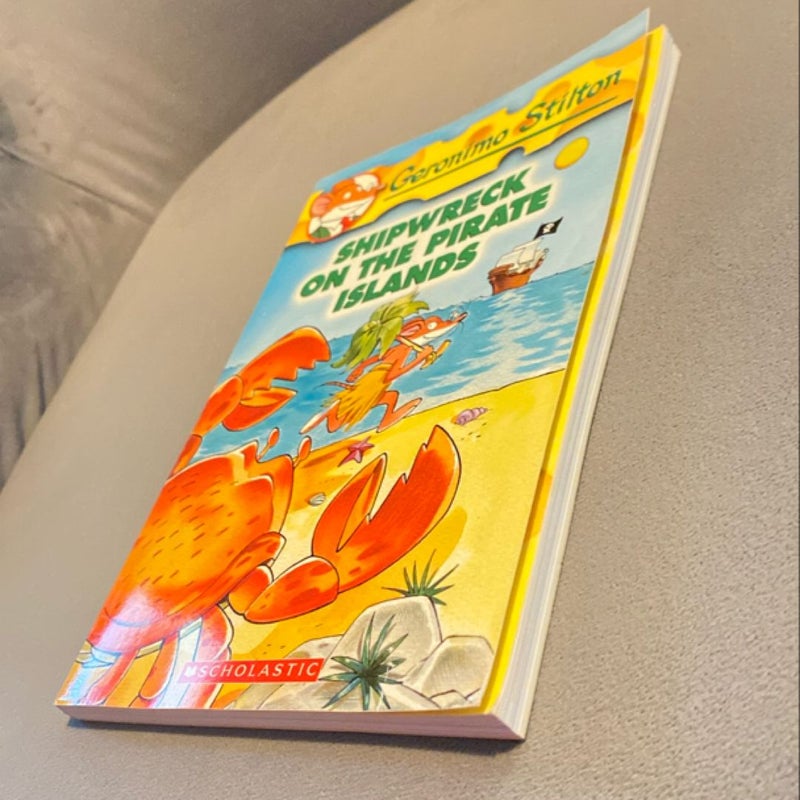 Geronimo Stilton
SHIPWRECK
ON THE PIRATE
ISLANDS
SCHOLASTIC